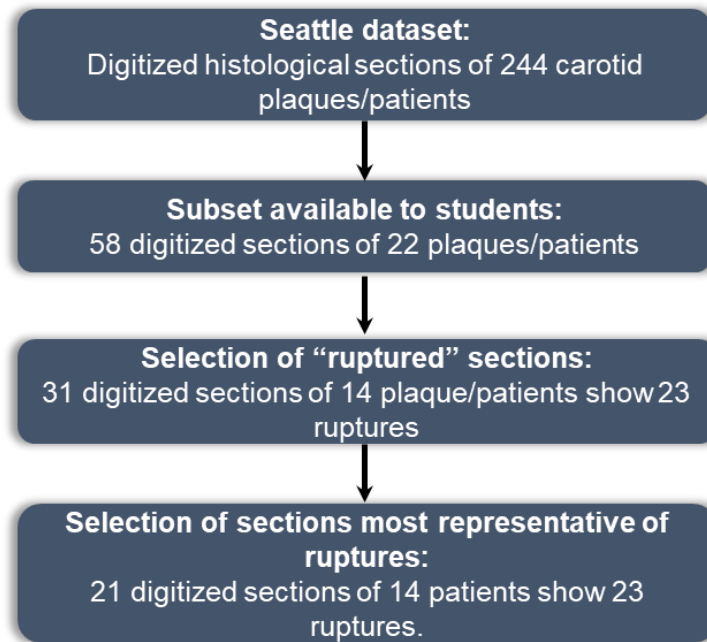 Seattle dataset:
Digitized histological sections of 244 carotid
plaques/patients
Subset available to students:
58 digitized sections of 22 plaques/patients
Selection of “ruptured” sections:
31 digitized sections of 14 plaque/patients show 23
ruptures
Selection of sections most representative of
ruptures:
21 digitized sections of 14 patients show 23
ruptures.